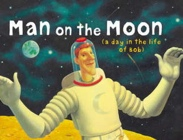 Man on the Moon
(a day in the life
of Bob)